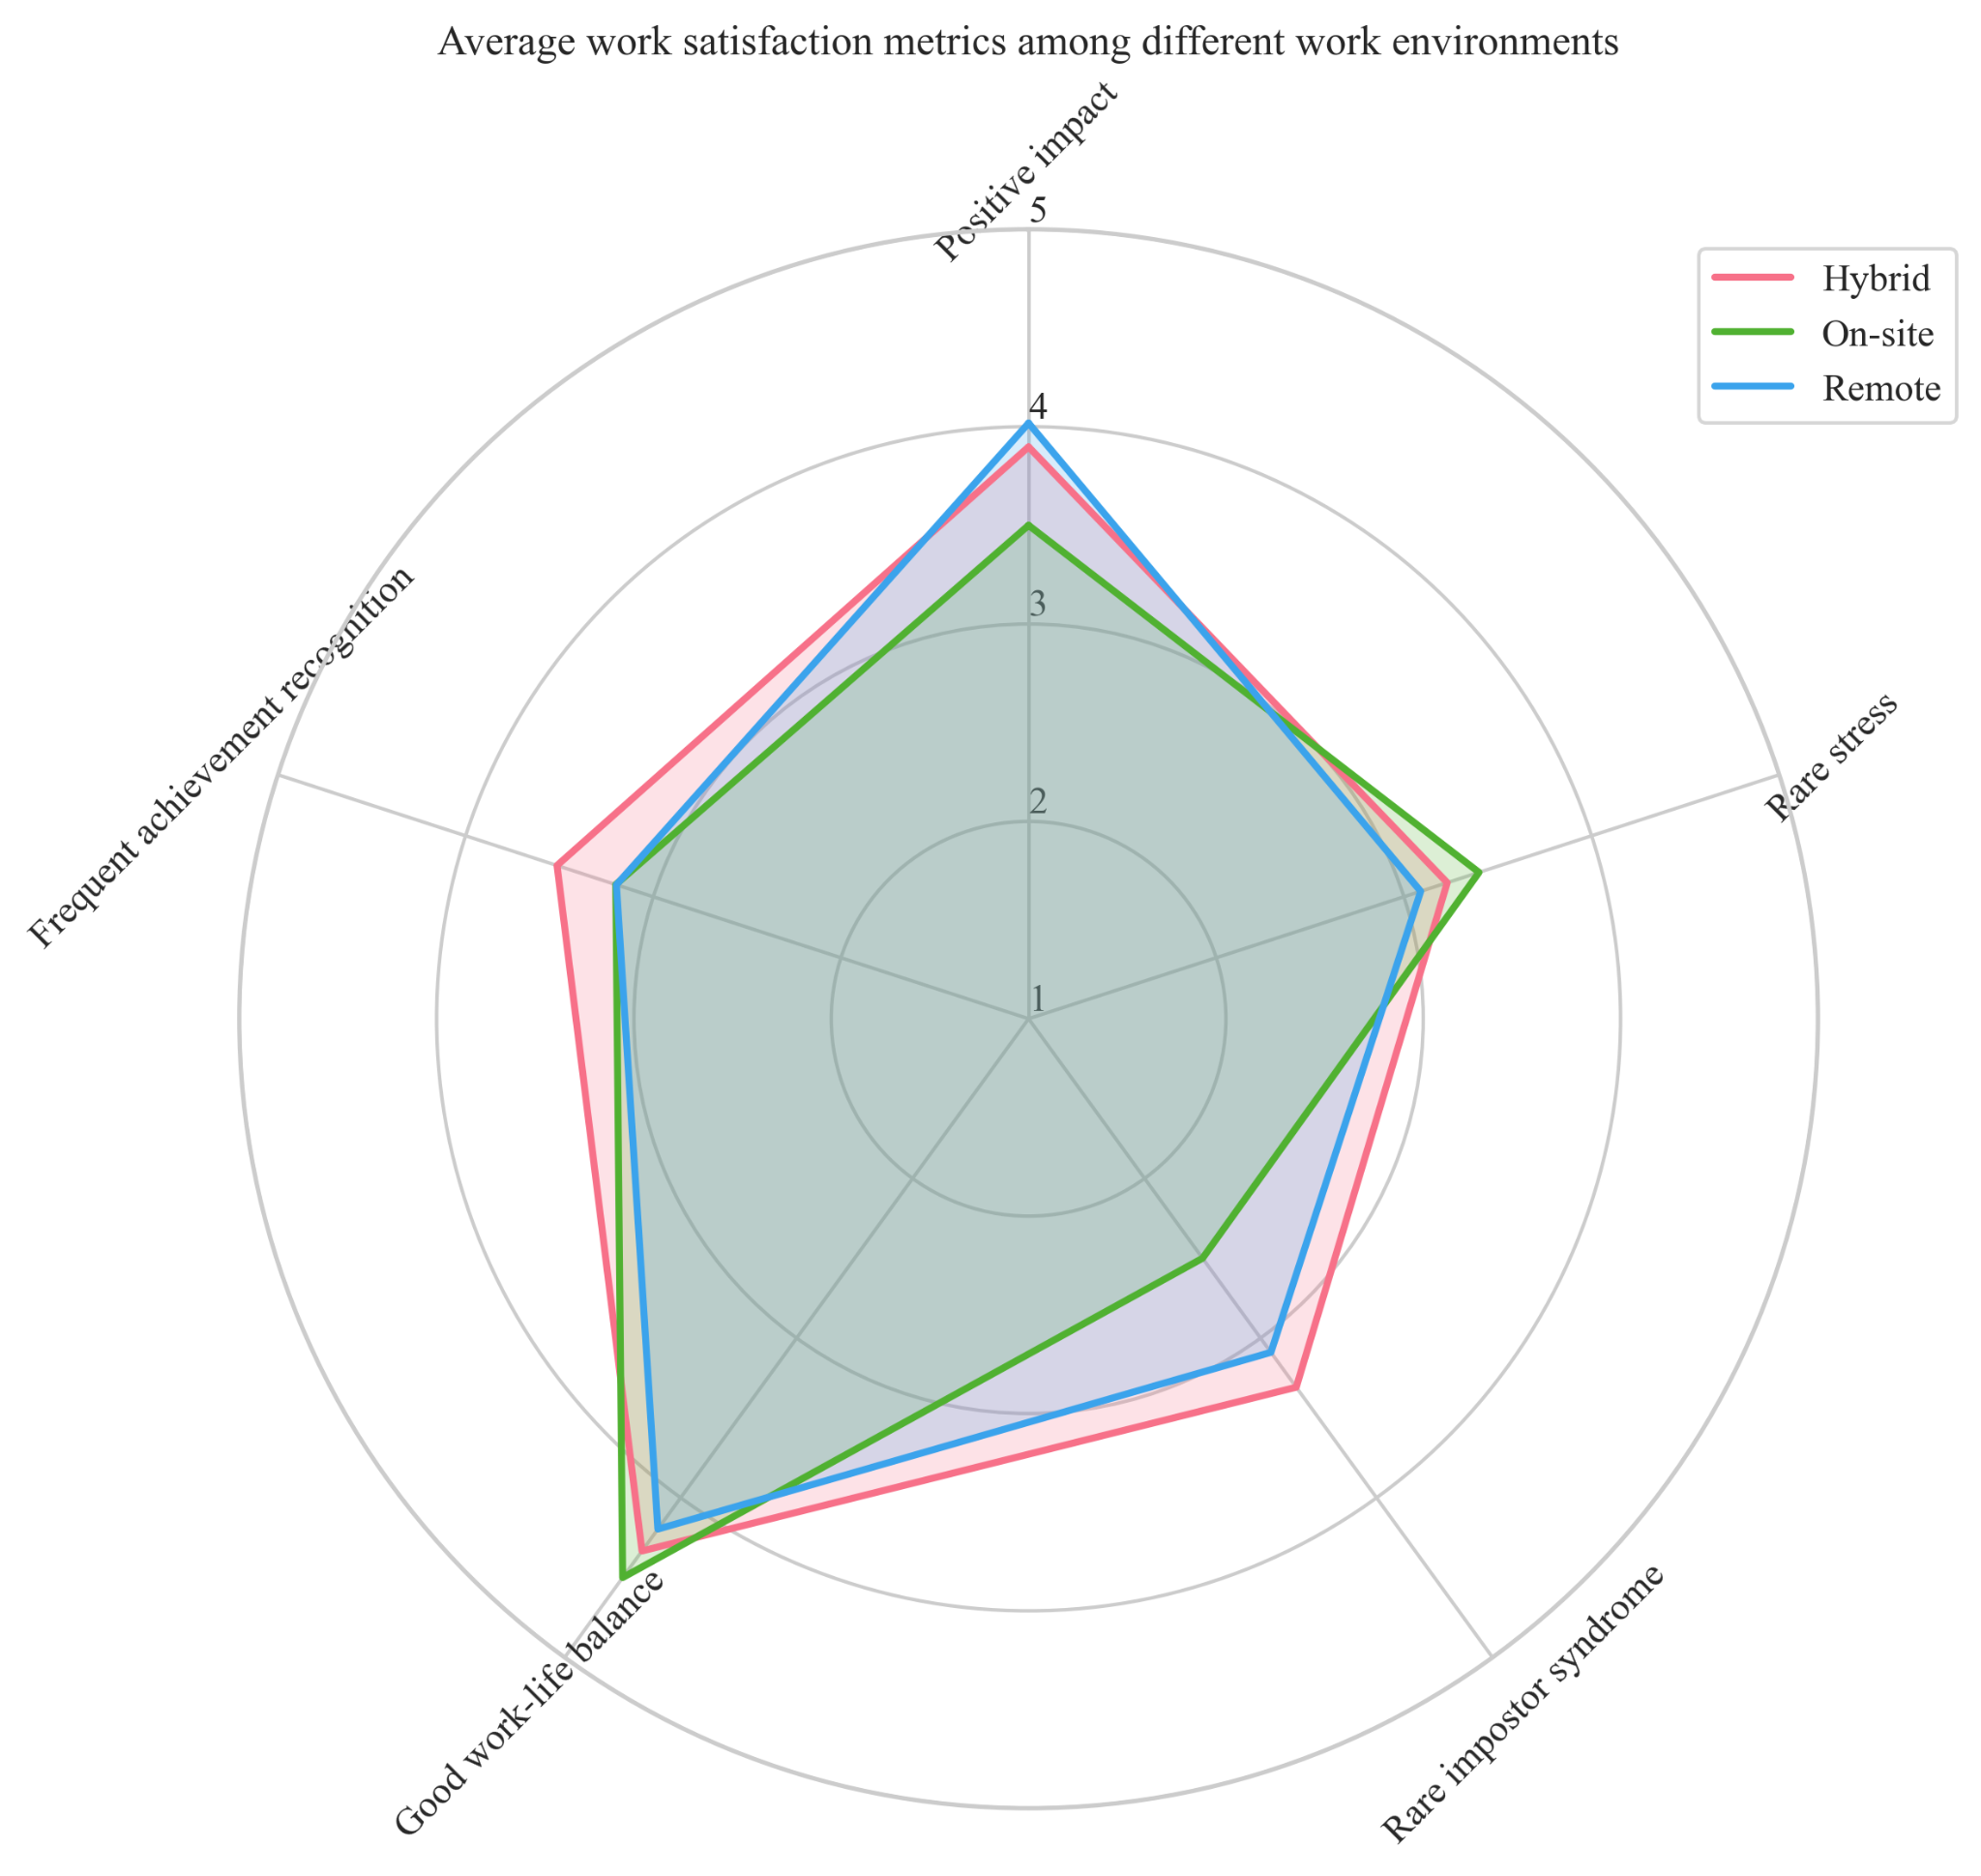 Average work satisfaction metrics among different work environments
Positive impact
5
Hybrid
On-site
Remote
4
Frequent achievement recognition
3
Rare stress
2
1
Good work-life balance
Rare impostor syndrome